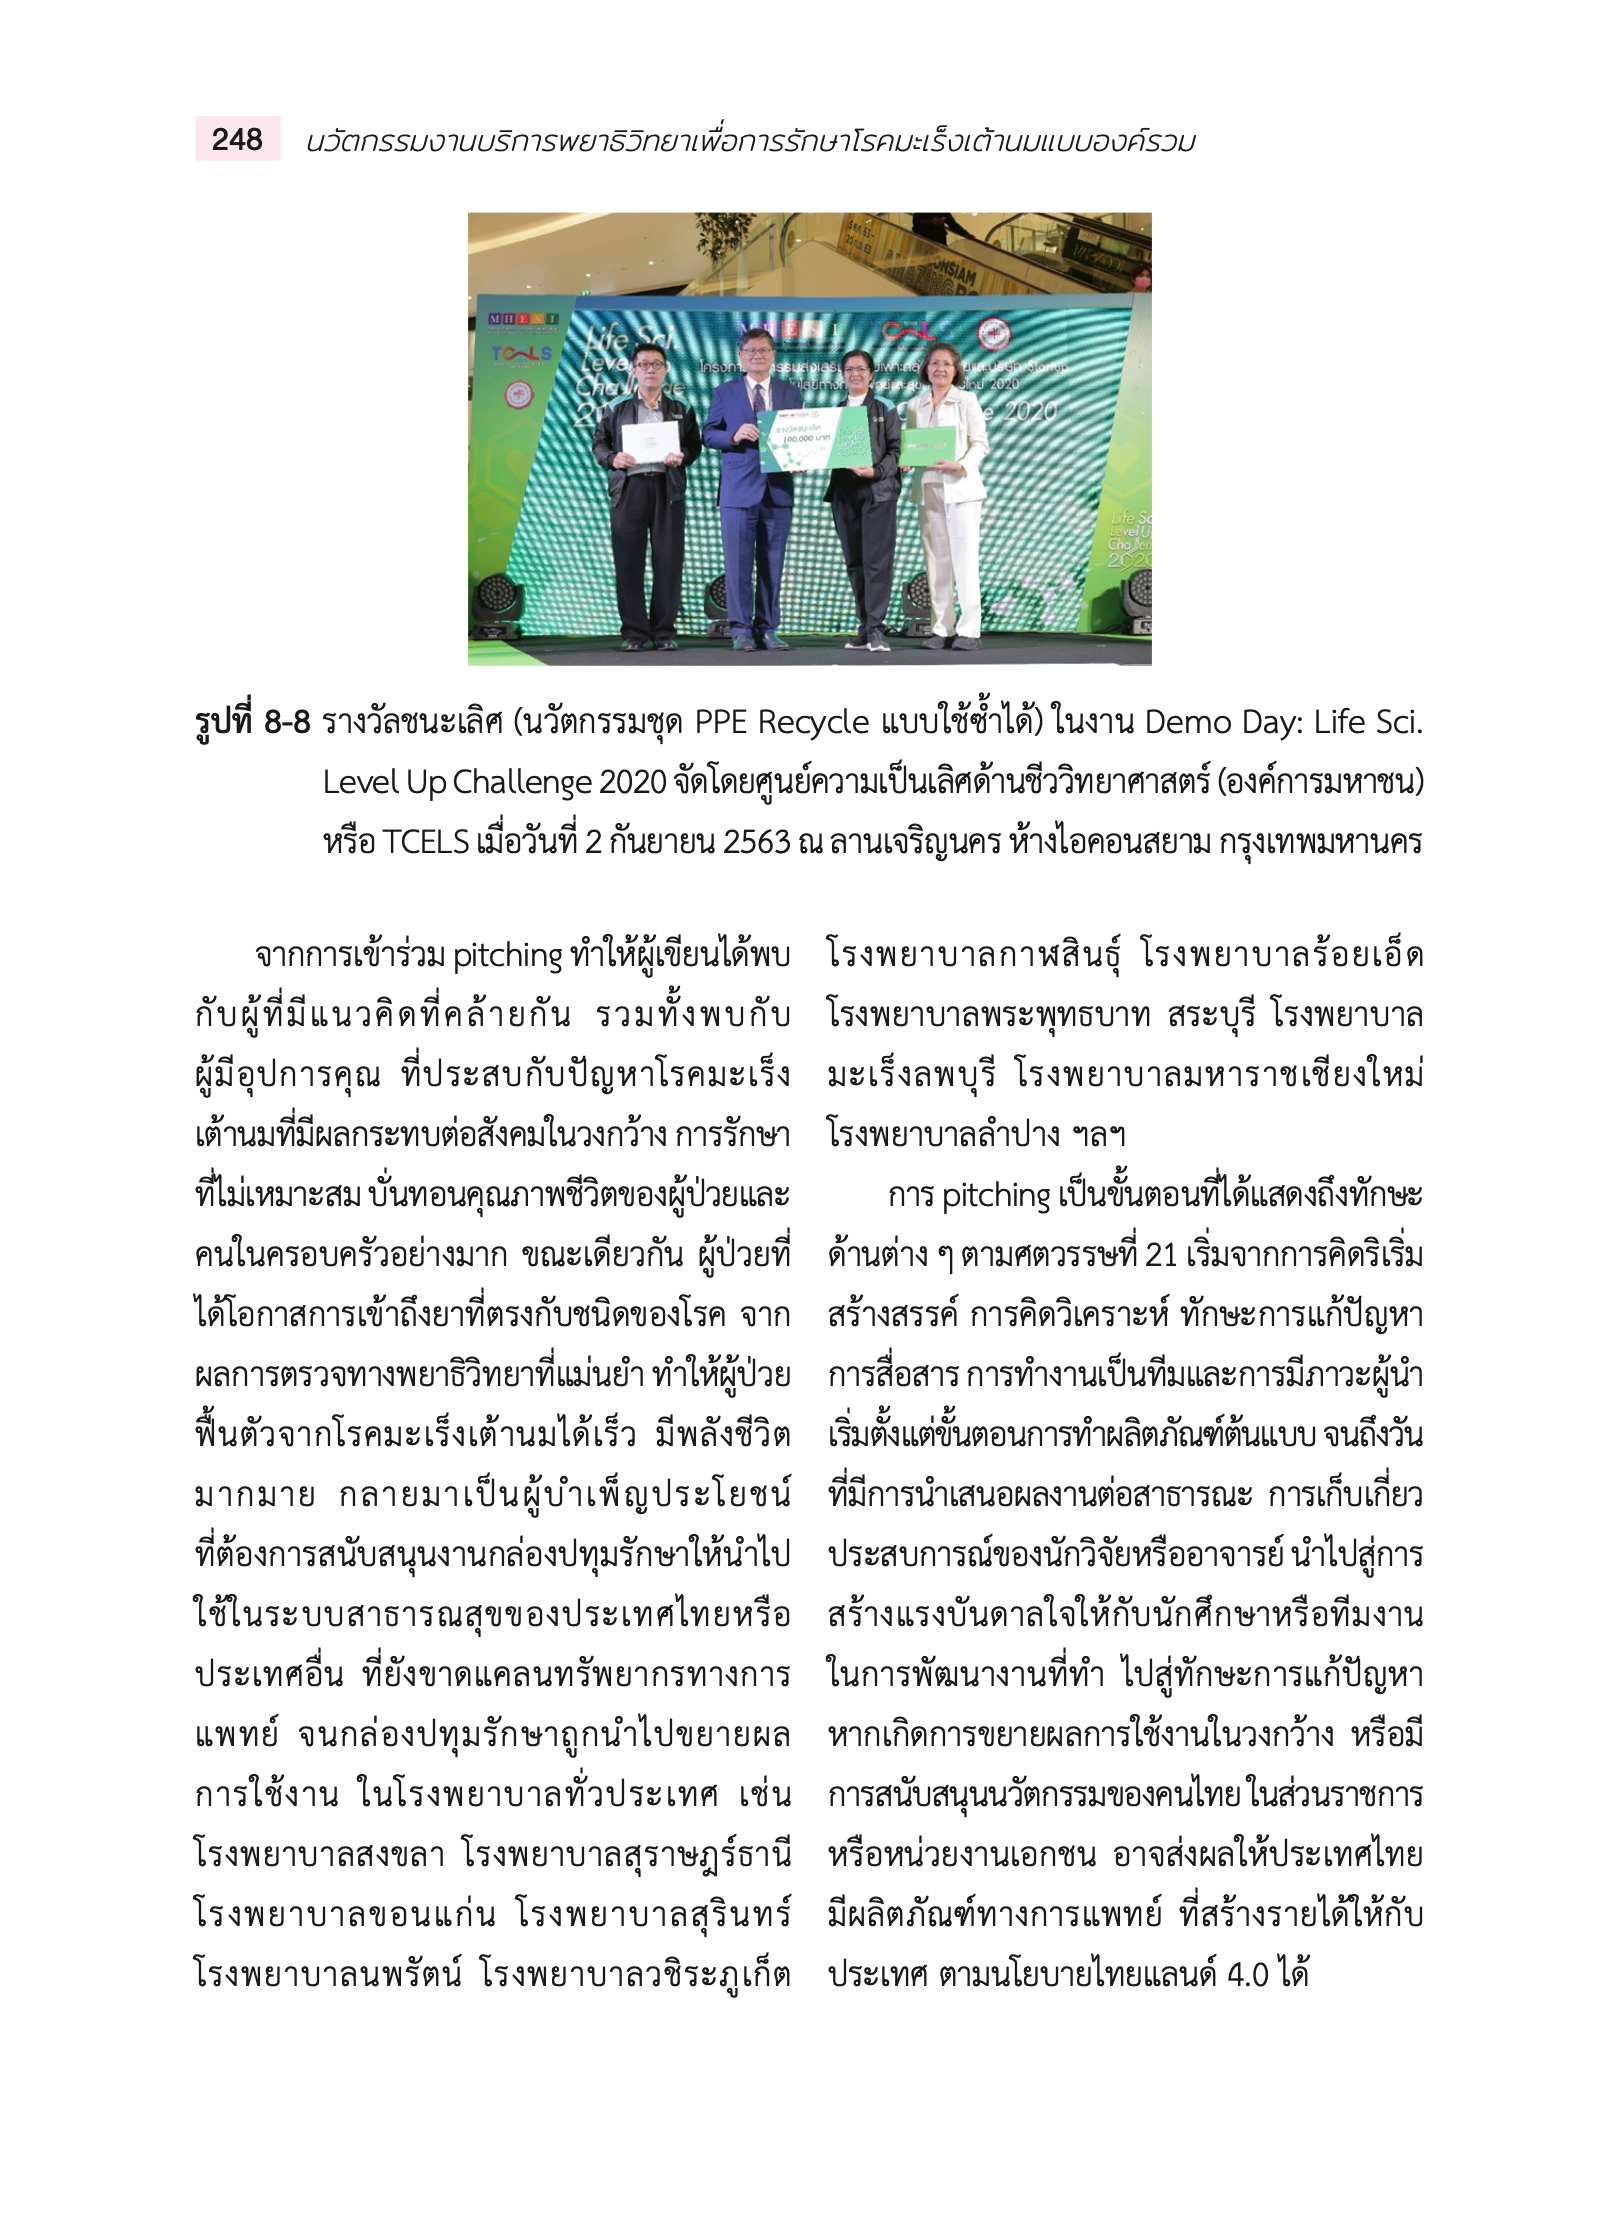 248 นวัตกรรมงานบริการพยาธิวิทยาเพื่อการรักษาโรคมะเร็งเต้านมแบบองค์รวม
MHESI
TCELS
Life Sci.
2020
รางวัลชนะเลิศ
100,000 บาท
รูปที่ 8-8 รางวัลชนะเลิศ (นวัตกรรมชุด PPE Recycle แบบใช้ซ้ำได้) ในงาน Demo Day: Life Sci.
Level Up Challenge 2020 จัดโดยศูนย์ความเป็นเลิศด้านชีววิทยาศาสตร์ (องค์การมหาชน)
หรือ TCELS เมื่อวันที่ 2 กันยายน 2563 ณ ลานเจริญนคร ห้างไอคอนสยาม กรุงเทพมหานคร
จากการเข้าร่วม pitching ทำให้ผู้เขียนได้พบ
กับผู้ที่มีแนวคิดที่คล้ายกัน รวมทั้งพบกับ
ผู้มีอุปการคุณ ที่ประสบกับปัญหาโรคมะเร็ง
เต้านมที่มีผลกระทบต่อสังคมในวงกว้าง การรักษา
ที่ไม่เหมาะสม บั่นทอนคุณภาพชีวิตของผู้ป่วยและ
คนในครอบครัวอย่างมาก ขณะเดียวกัน ผู้ป่วยที่
ได้โอกาสการเข้าถึงยาที่ตรงกับชนิดของโรค จาก
ผลการตรวจทางพยาธิวิทยาที่แม่นยำ ทำให้ผู้ป่วย
ฟื้นตัวจากโรคมะเร็งเต้านมได้เร็ว มีพลังชีวิต
มากมาย กลายมาเป็นผู้บำเพ็ญประโยชน์
ที่ต้องการสนับสนุนงานกล่องปทุมรักษาให้นำไป
ใช้ในระบบสาธารณสุขของประเทศไทยหรือ
ประเทศอื่น ที่ยังขาดแคลนทรัพยากรทางการ
แพทย์ จนกล่องปทุมรักษาถูกนำไปขยายผล
การใช้งาน ในโรงพยาบาลทั่วประเทศ เช่น
โรงพยาบาลสงขลา โรงพยาบาลสุราษฎร์ธานี
โรงพยาบาลขอนแก่น โรงพยาบาลสุรินทร์
โรงพยาบาลนพรัตน์ โรงพยาบาลวชิระภูเก็ต
โรงพยาบาลกาฬสินธุ์ โรงพยาบาลร้อยเอ็ด
โรงพยาบาลพระพุทธบาท สระบุรี โรงพยาบาล
มะเร็งลพบุรี โรงพยาบาลมหาราชเชียงใหม่
โรงพยาบาลลำปาง ฯลฯ
การ pitching เป็นขั้นตอนที่ได้แสดงถึงทักษะ
ด้านต่าง ๆ ตามศตวรรษที่ 21 เริ่มจากการคิดริเริ่ม
สร้างสรรค์ การคิดวิเคราะห์ ทักษะการแก้ปัญหา
การสื่อสาร การทำงานเป็นทีมและการมีภาวะผู้นำ
เริ่มตั้งแต่ขั้นตอนการทำผลิตภัณฑ์ต้นแบบ จนถึงวัน
ที่มีการนำเสนอผลงานต่อสาธารณะ การเก็บเกี่ยว
ประสบการณ์ของนักวิจัยหรืออาจารย์ นำไปสู่การ
สร้างแรงบันดาลใจให้กับนักศึกษาหรือทีมงาน
ในการพัฒนางานที่ทำ ไปสู่ทักษะการแก้ปัญหา
หากเกิดการขยายผลการใช้งานในวงกว้าง หรือมี
การสนับสนุนนวัตกรรมของคนไทย ในส่วนราชการ
หรือหน่วยงานเอกชน อาจส่งผลให้ประเทศไทย
มีผลิตภัณฑ์ทางการแพทย์ ที่สร้างรายได้ให้กับ
ประเทศ ตามนโยบายไทยแลนด์ 4.0 ได้